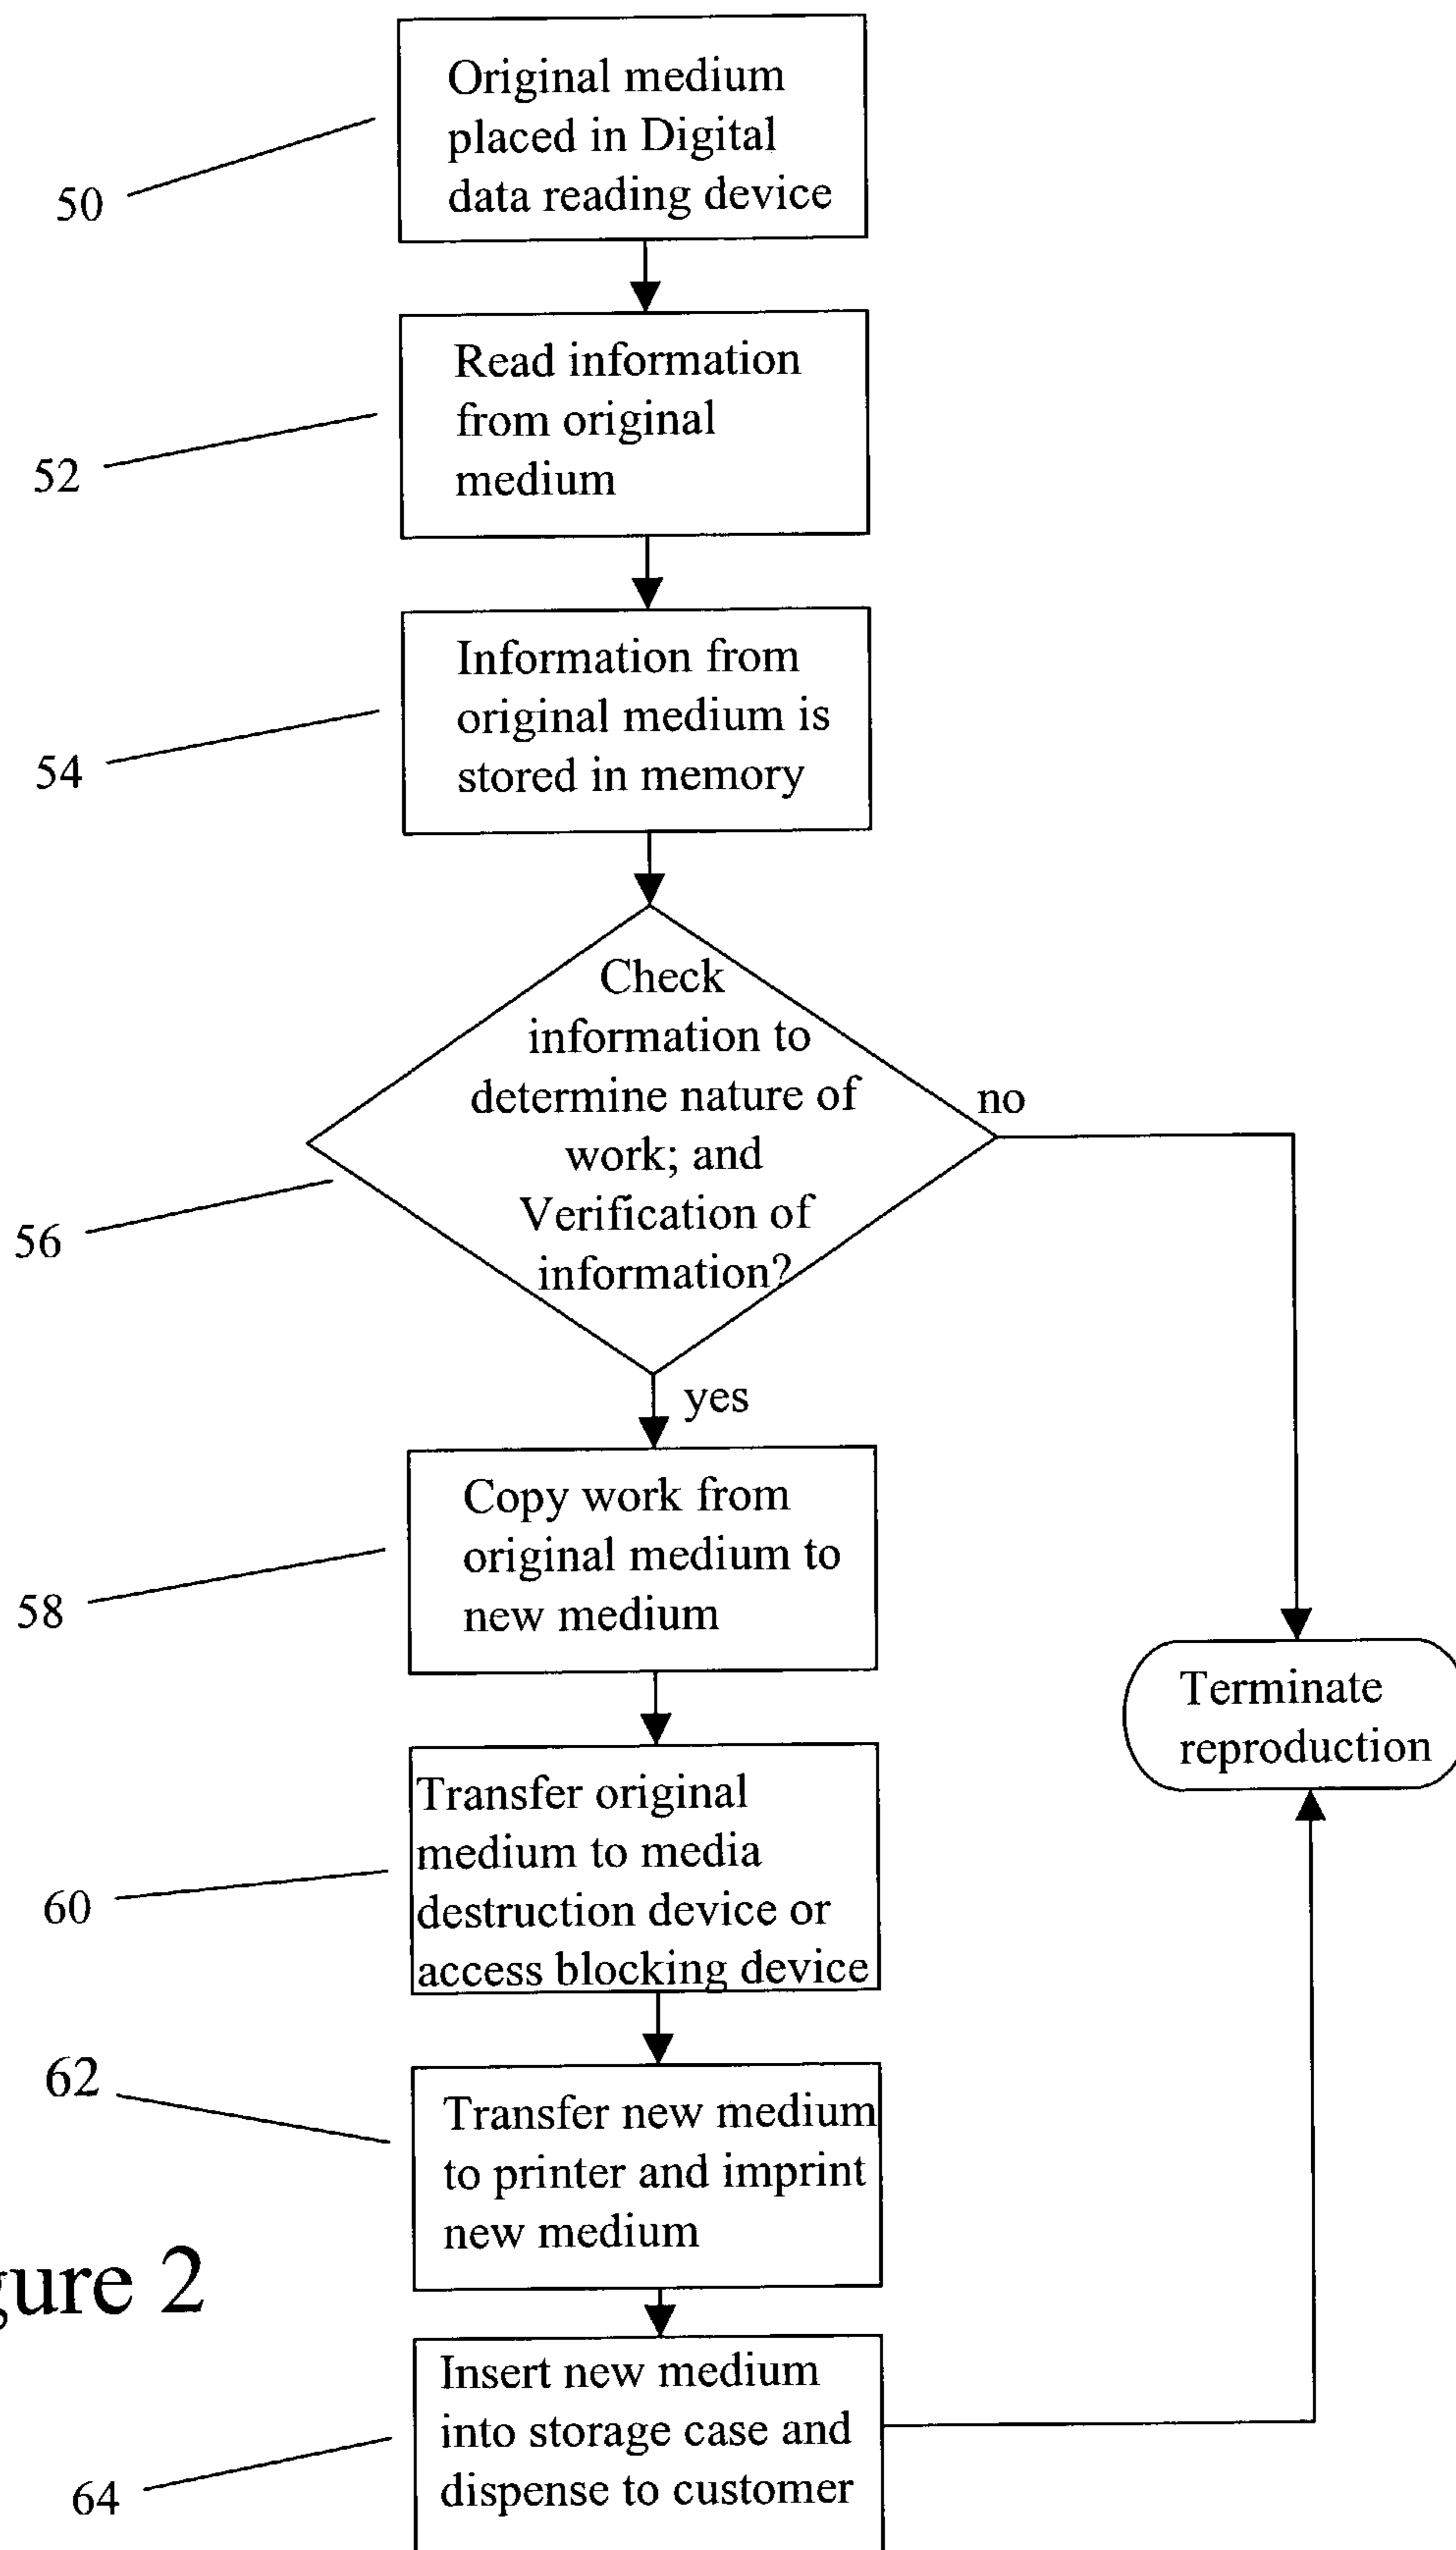 Original medium
placed in Digital
data reading device
50
Read information
from original
medium
52
Information from
original medium is
stored in memory
54
Check
information to
determine nature of
work; and
Verification of
information?
no
56
yes
Copy work from
original medium to
new medium
58
Terminate
reproduction
Transfer original
medium to media
destruction device or
access blocking device
60
62
Transfer new medium
to printer and imprint
new medium
gure 2
Insert new medium
into storage case and
dispense to customer
64